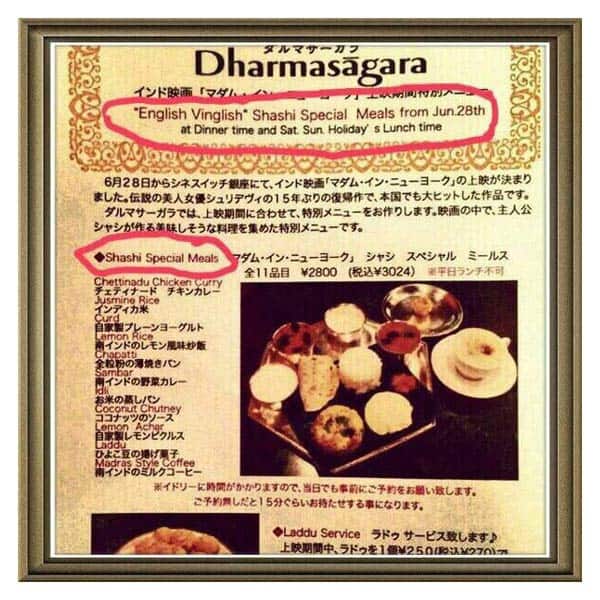 ダルマサーガラ
Dharmasāgara
インド映画「マダム・イン・ニューヨーク」上映期間特別メニュー
"English Vinglish" Shashi Special Meals from Jun.28th
at Dinner time and Sat. Sun. Holiday's Lunch time
6月28日からシネスイッチ銀座にて、インド映画「マダム・イン・ニューヨーク」の上映が決まり
ました。伝説の美人女優シュリデヴィの15年ぶりの復帰作で、本国でも大ヒットした作品です。
ダルマサーガラでは、上映期間に合わせて、特別メニューをお作りします。映画の中で、主人公
シャシが作る美味しそうな料理を集めた特別メニューです。
◆Shashi Special Meals 「マダム・イン・ニューヨーク」 シャシ スペシャル ミールス
全11品目 ¥2800 (税込¥3024) ※平日ランチ不可
Chettinadu Chicken Curry
チェティナード チキンカレー
Jusmine Rice
インディカ米
Curd
自家製プレーンヨーグルト
Lemon Rice
南インドのレモン風味炒飯
Chapatti
全粒粉の薄焼きパン
Sambar
南インドの野菜カレー
Idli
お米の蒸しパン
Coconut Chutney
ココナッツのソース
Lemon Achar
自家製レモンピクルス
Laddu
ひよこ豆の揚げ菓子
Madras Style Coffee
南インドのミルクコーヒー
※イドリーに時間がかかりますので、当日でも事前にご予約をお願い致します。
ご予約無しだと15分ぐらいお待たせする事になります。
◆Laddu Service ラドゥ サービス致します♪
上映期間中、ラドゥを1個¥250(税込¥270)で